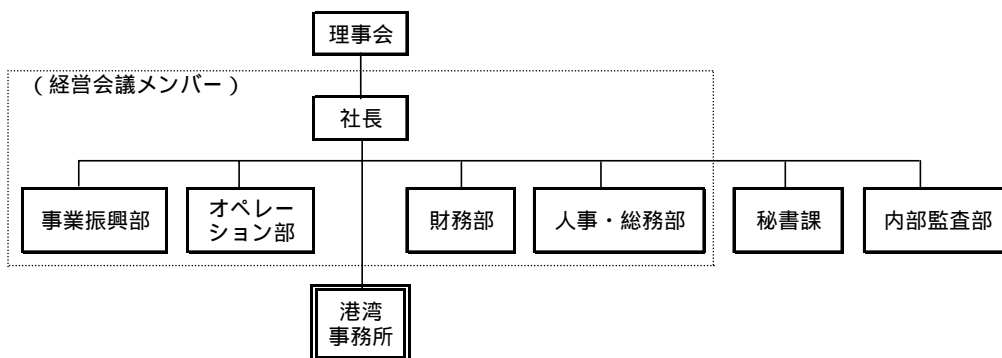 理事会
（経営会議メンバー）
社長
事業振興部
オペレー
ション部
財務部
人事・総務部
秘書課
内部監査部
港湾
事務所